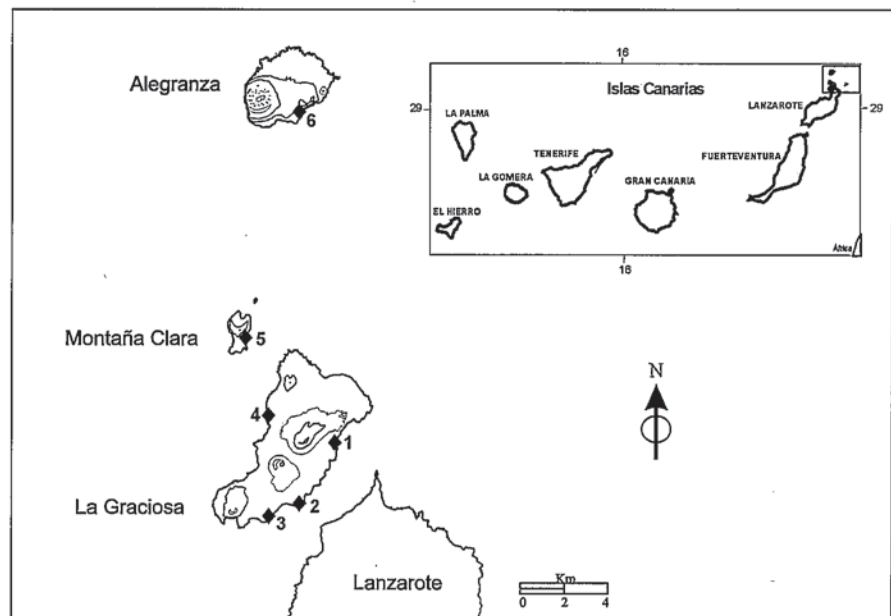 Alegranza
6
Montaña Clara
5
4
1
La Graciosa
2
3
Lanzarote
N
Km
0 2 4
16
Islas Canarias
29
29
LANZAROTE
LA PALMA
TENERIFE
FUERTEVENTURA
LA GOMERA
GRAN CANARIA
EL HIERRO
África
16